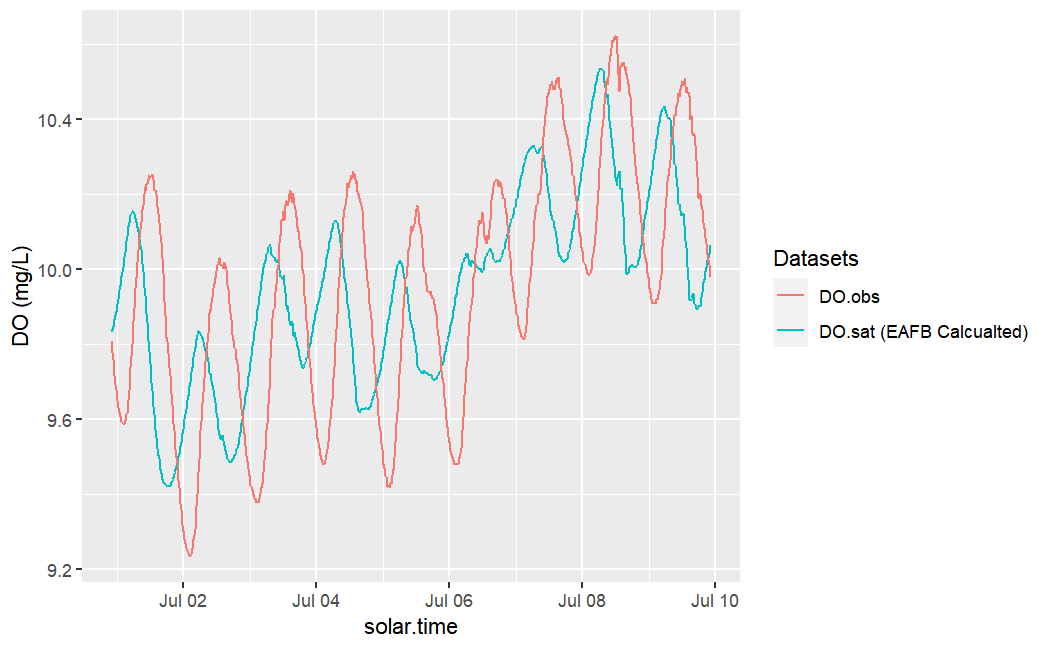 DO (mg/L)
10.4
10.0
9.6
9.2
Jul 02
Jul 04
Jul 06
Jul 08
Jul 10
solar.time
Datasets
DO.obs
DO.sat (EAFB Calcualted)